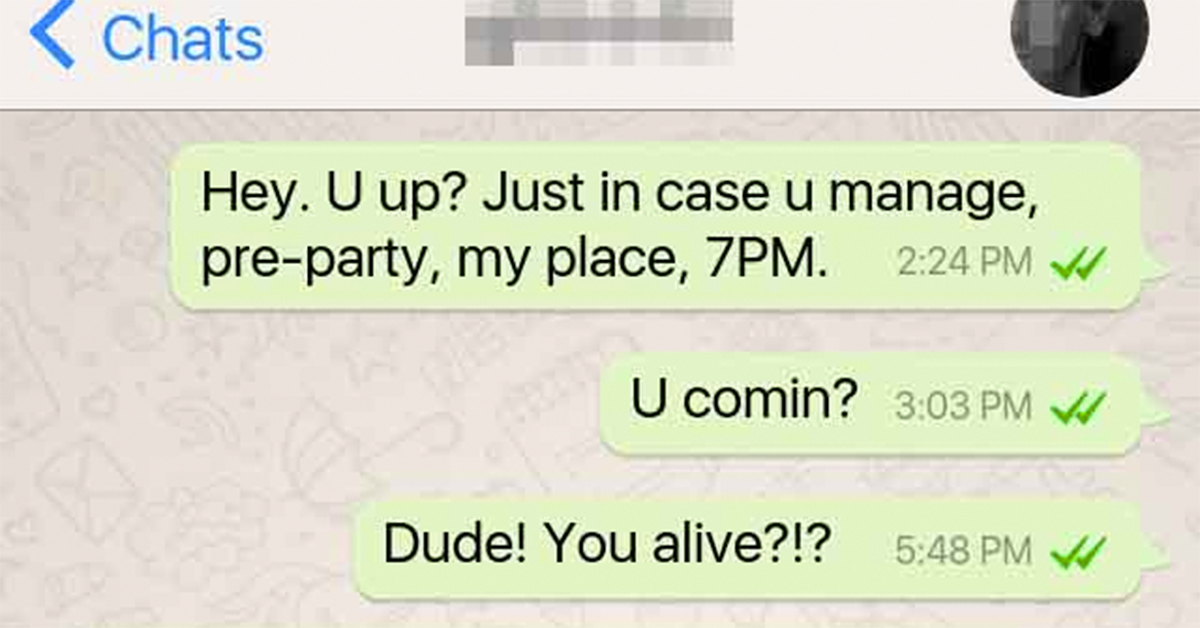 Chats
Hey. U up? Just in case u manage,
pre-party, my place, 7PM. 2:24 PM
U comin? 3:03 PM
Dude! You alive?!? 5:48 PM